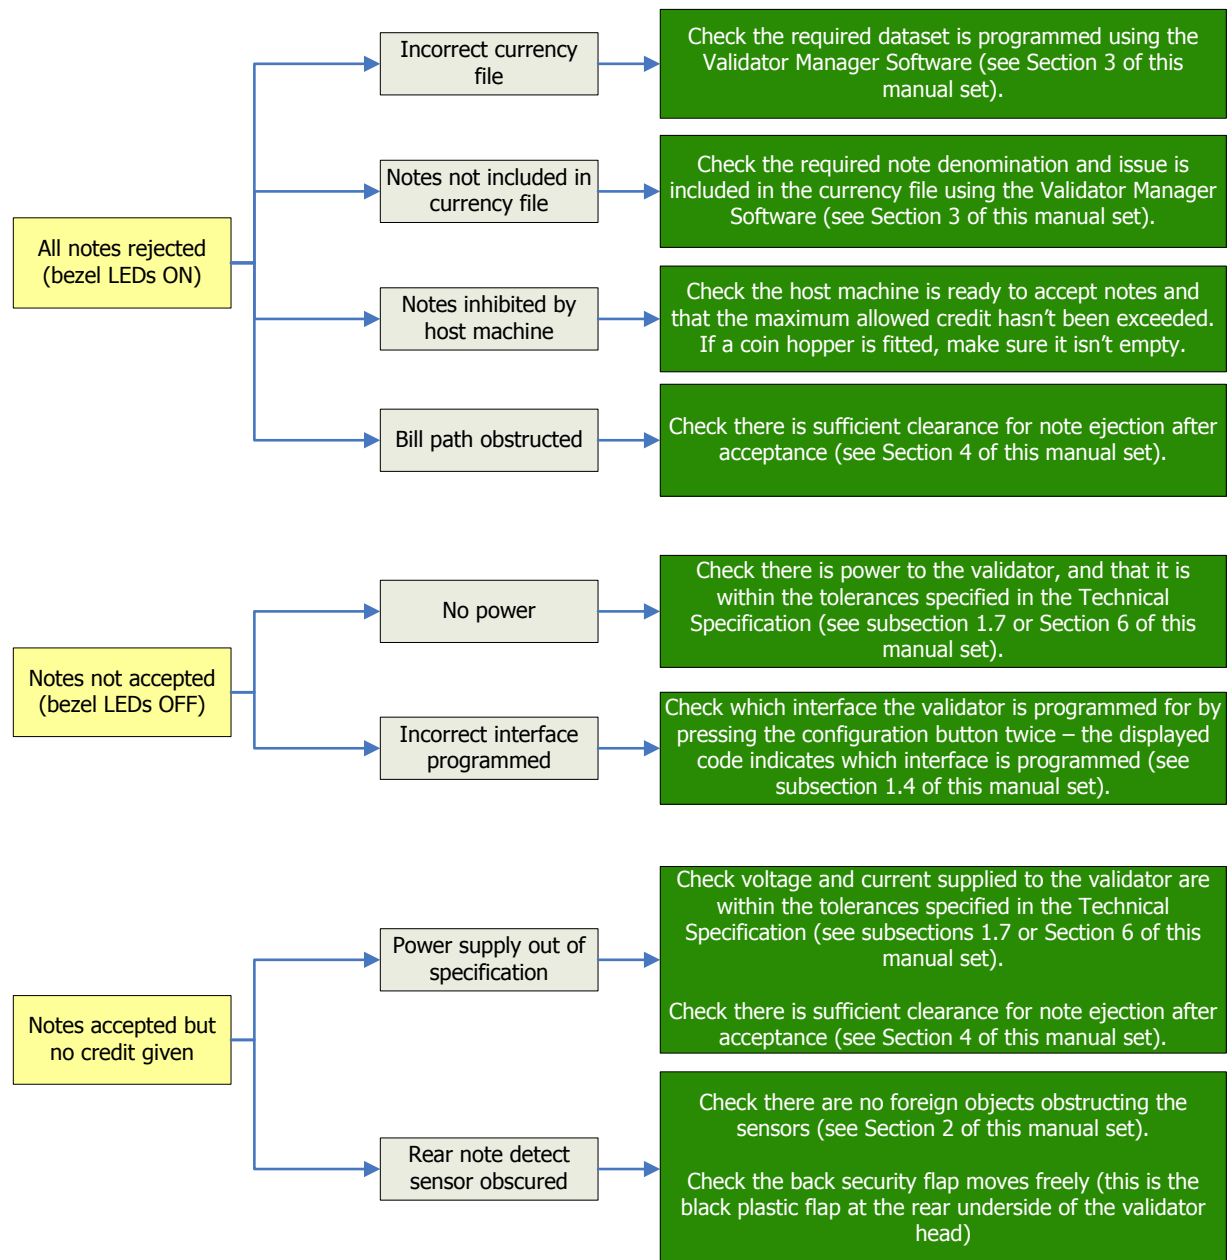 All notes rejected
(bezel LEDs ON)
Incorrect currency
file
Check the required dataset is programmed using the
Validator Manager Software (see Section 3 of this
manual set).
Notes not included in
currency file
Check the required note denomination and issue is
included in the currency file using the Validator Manager
Software (see Section 3 of this manual set).
Notes inhibited by
host machine
Check the host machine is ready to accept notes and
that the maximum allowed credit hasn’t been exceeded.
If a coin hopper is fitted, make sure it isn’t empty.
Bill path obstructed
Check there is sufficient clearance for note ejection after
acceptance (see Section 4 of this manual set).
Notes not accepted
(bezel LEDs OFF)
No power
Check there is power to the validator, and that it is
within the tolerances specified in the Technical
Specification (see subsection 1.7 or Section 6 of this
manual set).
Incorrect interface
programmed
Check which interface the validator is programmed for by
pressing the configuration button twice – the displayed
code indicates which interface is programmed (see
subsection 1.4 of this manual set).
Notes accepted but
no credit given
Power supply out of
specification
Check voltage and current supplied to the validator are
within the tolerances specified in the Technical
Specification (see subsections 1.7 or Section 6 of this
manual set).
Check there is sufficient clearance for note ejection after
acceptance (see Section 4 of this manual set).
Rear note detect
sensor obscured
Check there are no foreign objects obstructing the
sensors (see Section 2 of this manual set).
Check the back security flap moves freely (this is the
black plastic flap at the rear underside of the validator
head)